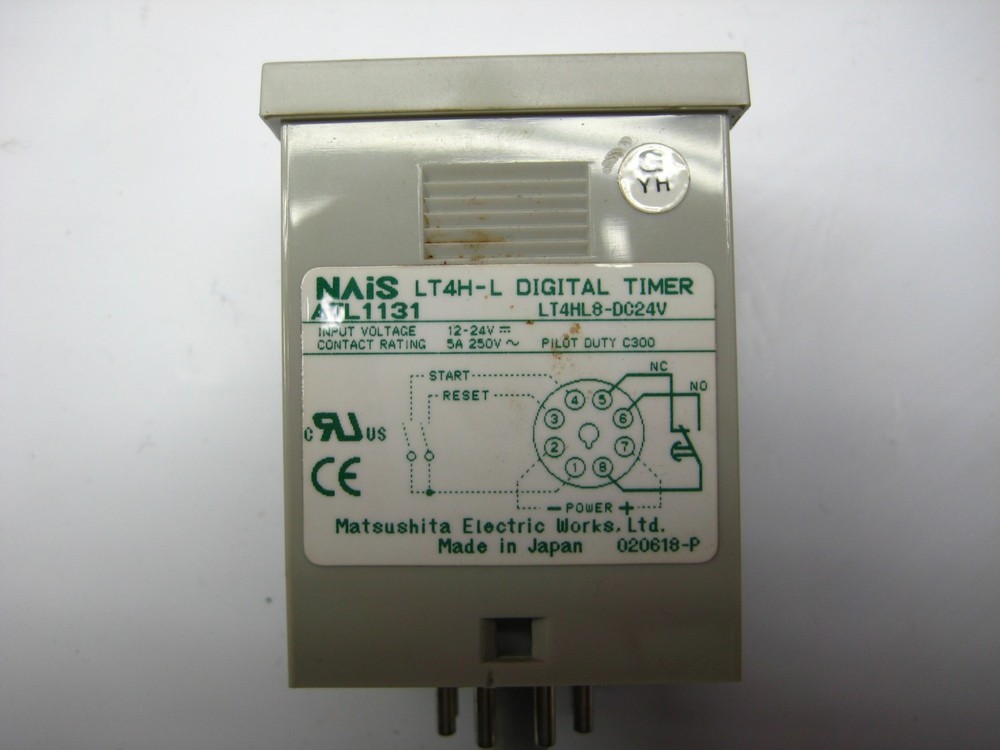 G
YH
NAiS LT4H-L DIGITAL TIMER
ATL1131 LT4HL8-DC24V
INPUT VOLTAGE 12-24V ⎓
CONTACT RATING 5A 250V ~ PILOT DUTY C300
START
RESET
NC
NO
4 5
3 6
2 7
1 8
− POWER +
c RU US
CE
Matsushita Electric Works, Ltd.
Made in Japan 020618-P